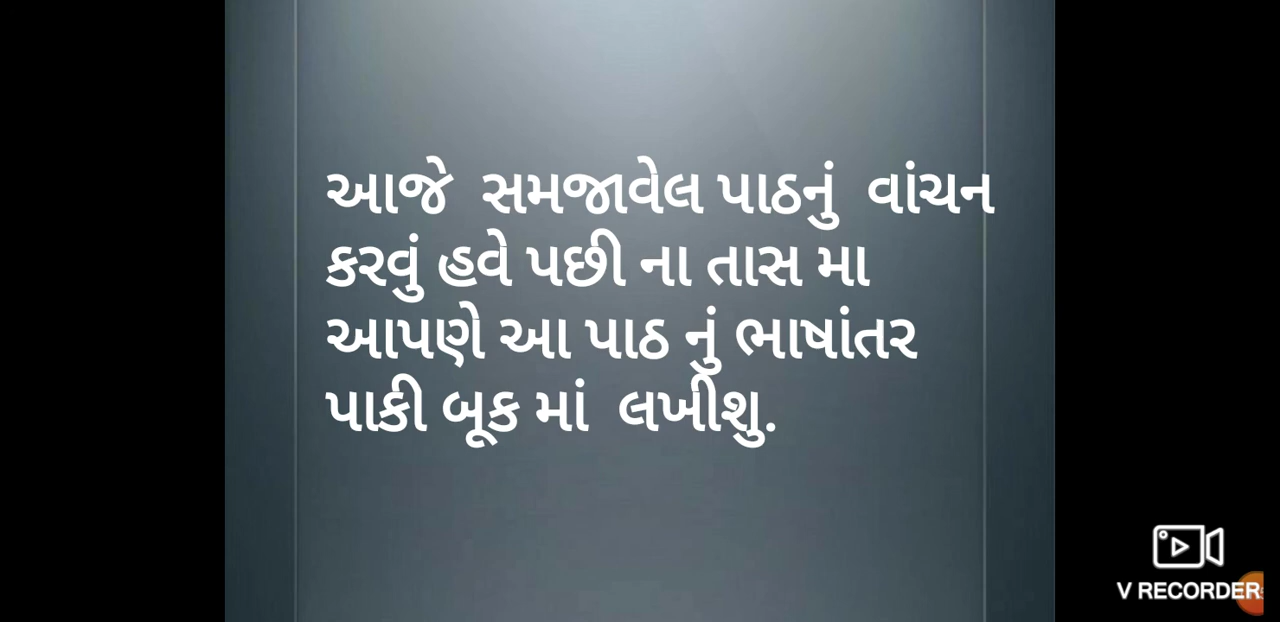 આજે સમજાવેલ પાઠનું વાંચન
કરવું હવે પછી ના તાસ મા
આપણે આ પાઠ નું ભાષાંતર
પાકી બૂક માં લખીશુ.
V RECORDER